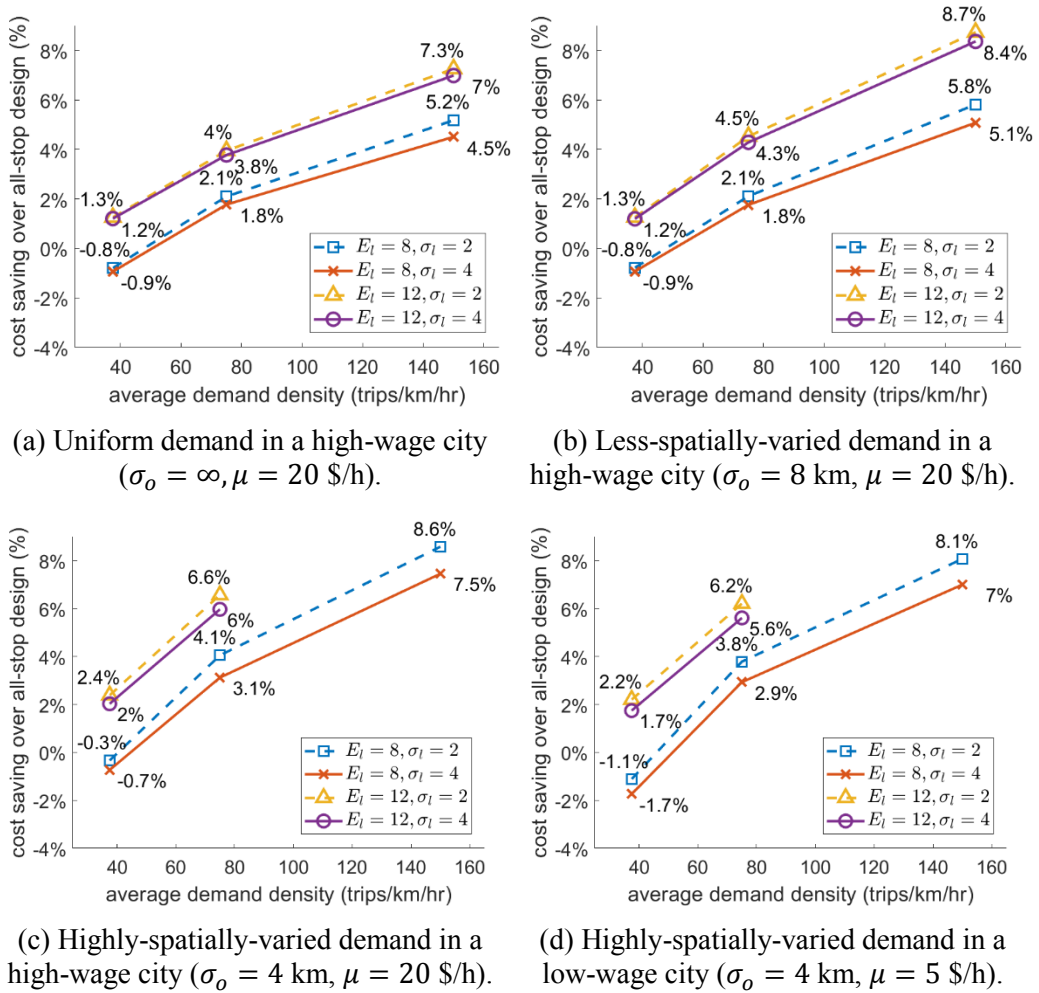 cost saving over all-stop design (%)
8%
6%
4%
2%
0%
-2%
-4%
7.3%
7%
5.2%
4.5%
4%
3.8%
2.1%
1.8%
1.3%
1.2%
-0.8%
-0.9%
E_l = 8, σ_l = 2
E_l = 8, σ_l = 4
E_l = 12, σ_l = 2
E_l = 12, σ_l = 4
40 60 80 100 120 140 160
average demand density (trips/km/hr)
(a) Uniform demand in a high-wage city
(σ_o = ∞, μ = 20 $/h).
cost saving over all-stop design (%)
8%
6%
4%
2%
0%
-2%
-4%
8.7%
8.4%
5.8%
5.1%
4.5%
4.3%
2.1%
1.8%
1.3%
1.2%
-0.8%
-0.9%
E_l = 8, σ_l = 2
E_l = 8, σ_l = 4
E_l = 12, σ_l = 2
E_l = 12, σ_l = 4
40 60 80 100 120 140 160
average demand density (trips/km/hr)
(b) Less-spatially-varied demand in a
high-wage city (σ_o = 8 km, μ = 20 $/h).
cost saving over all-stop design (%)
8%
6%
4%
2%
0%
-2%
-4%
8.6%
7.5%
6.6%
6%
4.1%
3.1%
2.4%
2%
-0.3%
-0.7%
E_l = 8, σ_l = 2
E_l = 8, σ_l = 4
E_l = 12, σ_l = 2
E_l = 12, σ_l = 4
40 60 80 100 120 140 160
average demand density (trips/km/hr)
(c) Highly-spatially-varied demand in a
high-wage city (σ_o = 4 km, μ = 20 $/h).
cost saving over all-stop design (%)
8%
6%
4%
2%
0%
-2%
-4%
8.1%
7%
6.2%
5.6%
3.8%
2.9%
2.2%
1.7%
-1.1%
-1.7%
E_l = 8, σ_l = 2
E_l = 8, σ_l = 4
E_l = 12, σ_l = 2
E_l = 12, σ_l = 4
40 60 80 100 120 140 160
average demand density (trips/km/hr)
(d) Highly-spatially-varied demand in a
low-wage city (σ_o = 4 km, μ = 5 $/h).